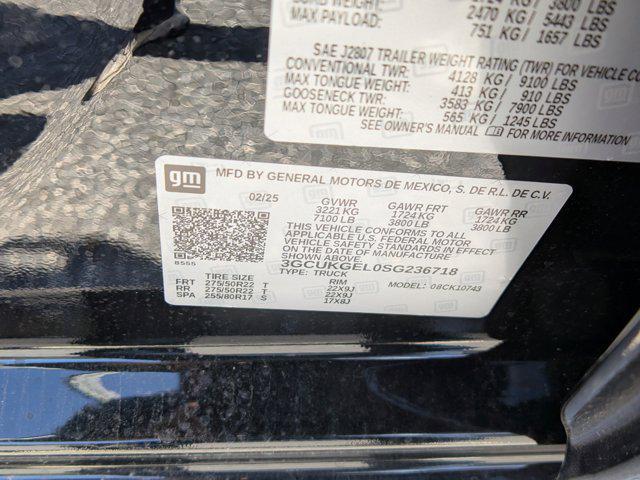 2470 KG/ 5443 LBS
MAX PAYLOAD: 751 KG/ 1657 LBS
SAE J2807 TRAILER WEIGHT RATING (TWR) FOR VEHICLE
CONVENTIONAL TWR: 4128 KG/ 9100 LBS
MAX TONGUE WEIGHT: 413 KG/ 910 LBS
GOOSENECK TWR: 3583 KG/ 7900 LBS
MAX TONGUE WEIGHT: 565 KG/ 1245 LBS
SEE OWNER'S MANUAL FOR MORE INFORMATION
gm MFD BY GENERAL MOTORS DE MEXICO, S. DE R.L. DE C.V.
02/25 GVWR GAWR FRT GAWR RR
3221 KG 1724 KG 1724 KG
7100 LB 3800 LB 3800 LB
THIS VEHICLE CONFORMS TO ALL
APPLICABLE U.S. FEDERAL MOTOR
VEHICLE SAFETY STANDARDS IN EFFECT
ON THE DATE OF MANUFACTURE
SHOWN ABOVE.
8555 3GCUKGEL0SG236718
TYPE: TRUCK MODEL: 08CK10743
TIRE SIZE RIM
FRT 275/50R22 T 22X9J
RR 275/50R22 T 22X9J
SPA 255/80R17 S 17X8J